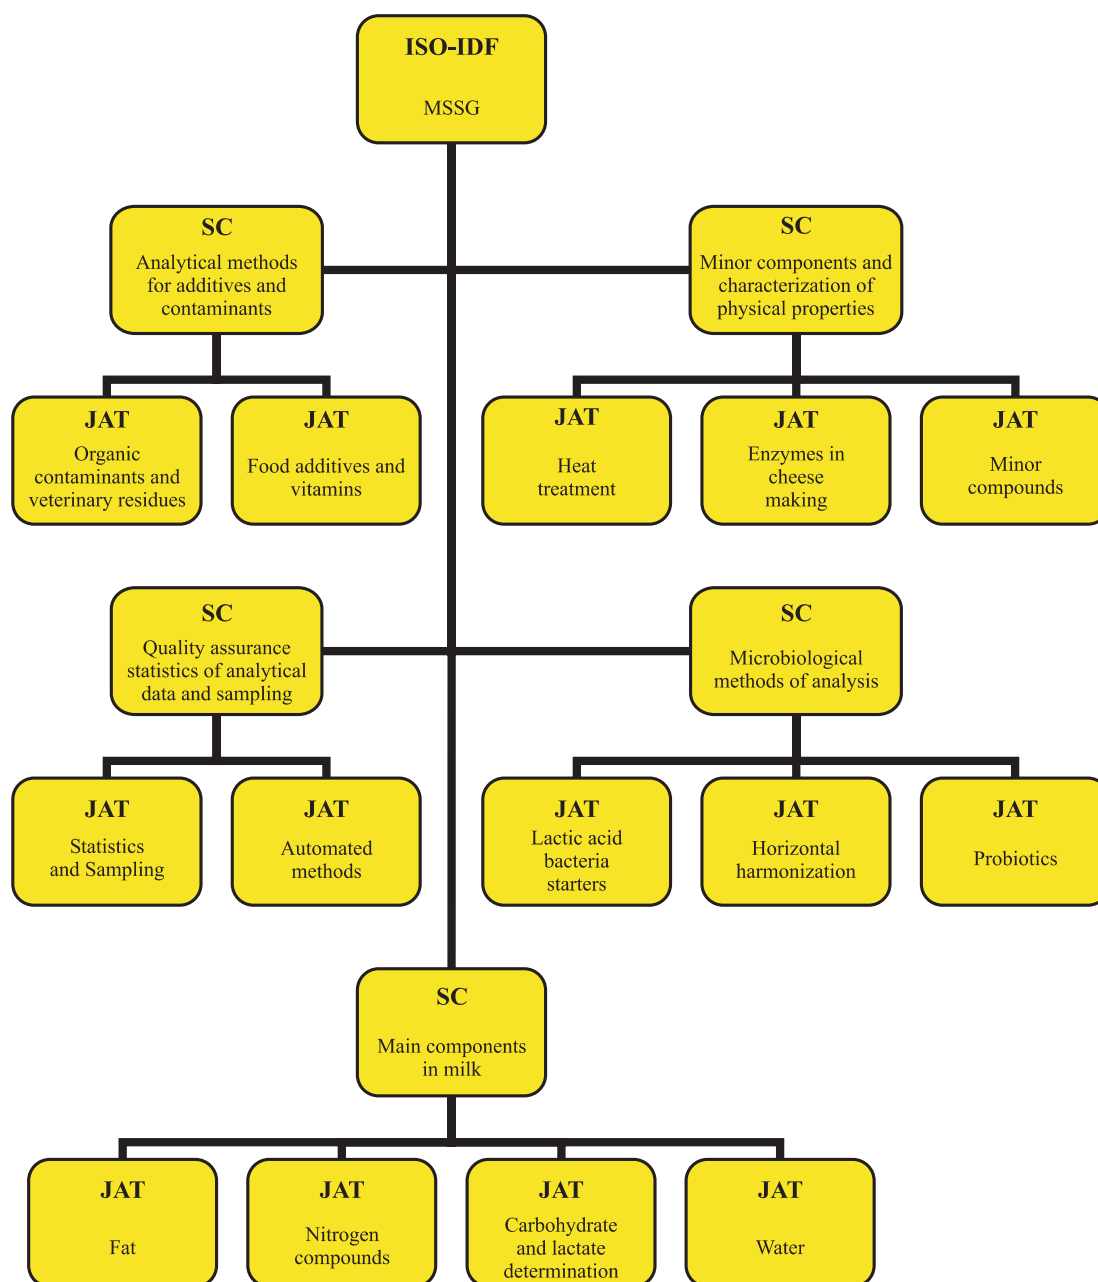 ISO-IDF
MSSG
SC
Analytical methods
for additives and
contaminants
SC
Minor components and
characterization of
physical properties
JAT
Organic
contaminants and
veterinary residues
JAT
Food additives and
vitamins
JAT
Heat
treatment
JAT
Enzymes in
cheese
making
JAT
Minor
compounds
SC
Quality assurance
statistics of analytical
data and sampling
SC
Microbiological
methods of analysis
JAT
Statistics
and Sampling
JAT
Automated
methods
JAT
Lactic acid
bacteria
starters
JAT
Horizontal
harmonization
JAT
Probiotics
SC
Main components
in milk
JAT
Fat
JAT
Nitrogen
compounds
JAT
Carbohydrate
and lactate
determination
JAT
Water